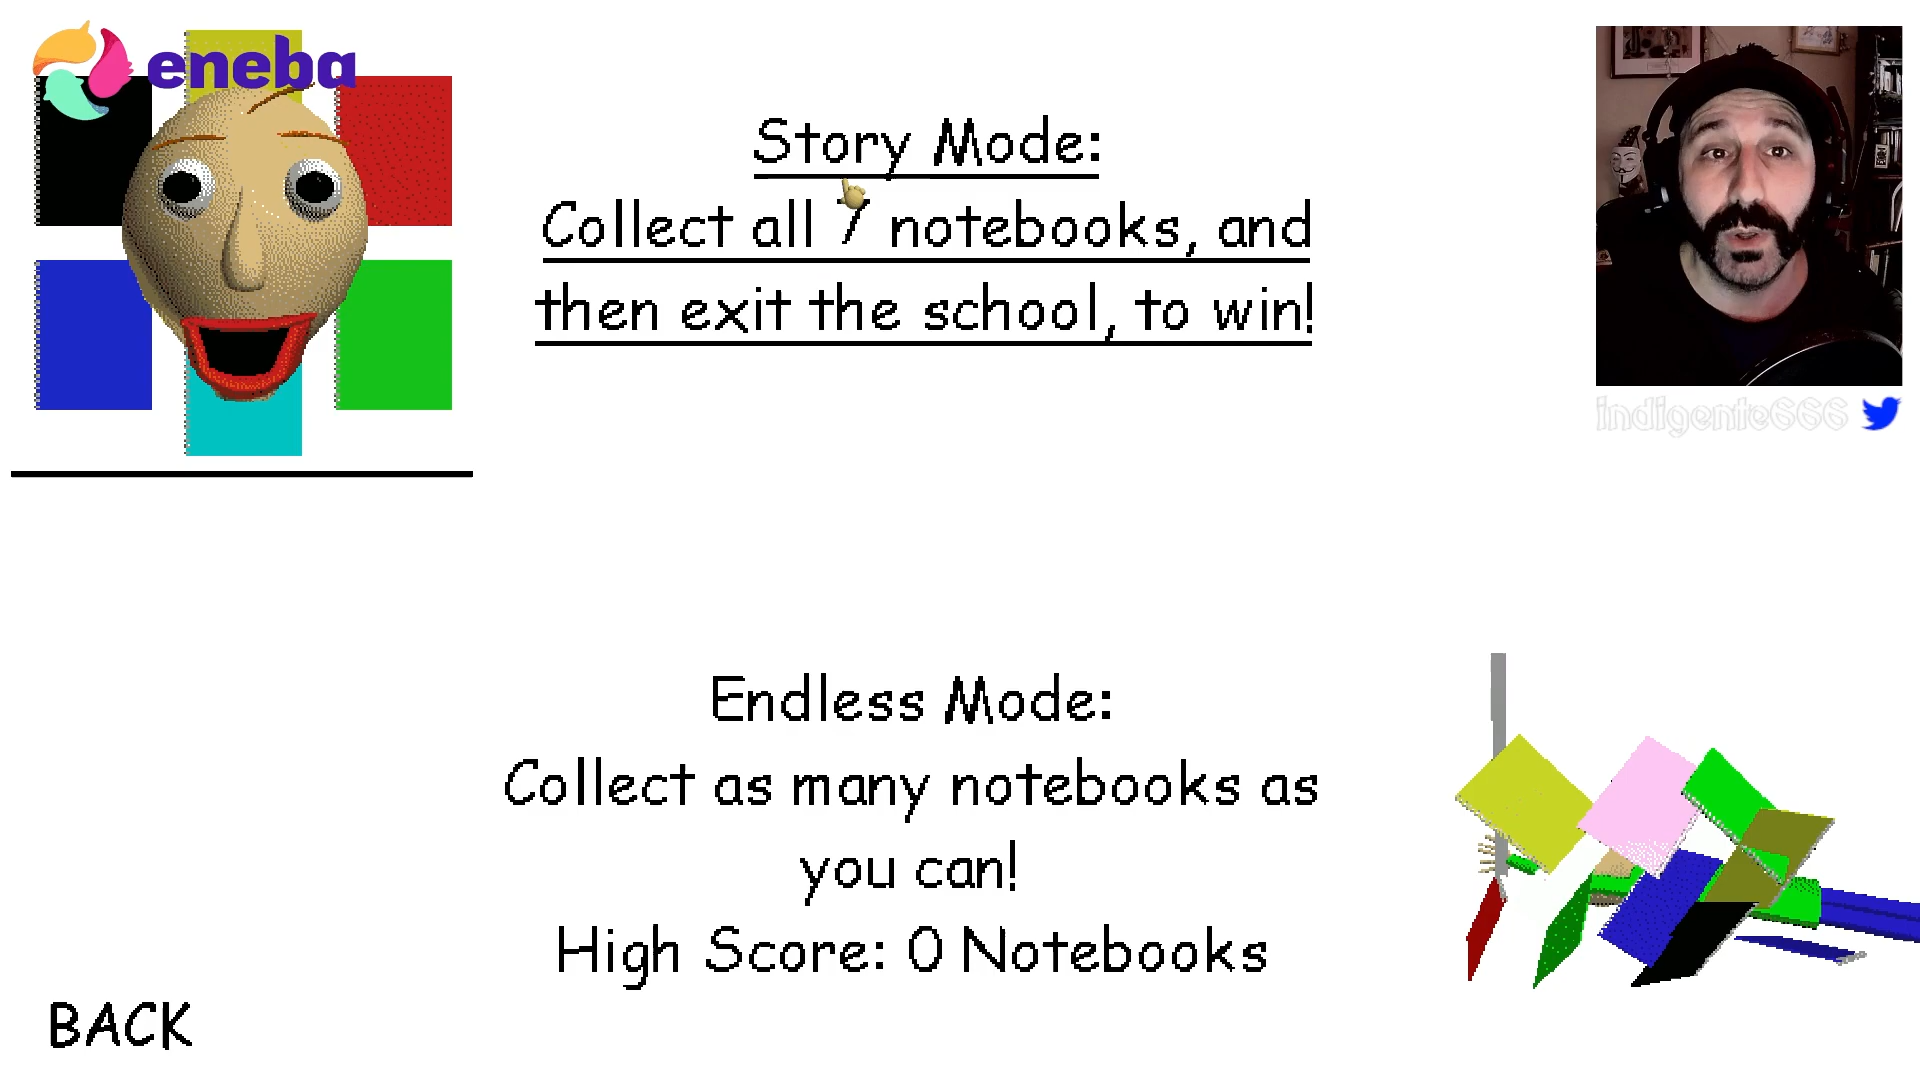 eneba
Story Mode:
Collect all 7 notebooks, and
then exit the school, to win!
indigente666
Endless Mode:
Collect as many notebooks as
you can!
High Score: 0 Notebooks
BACK